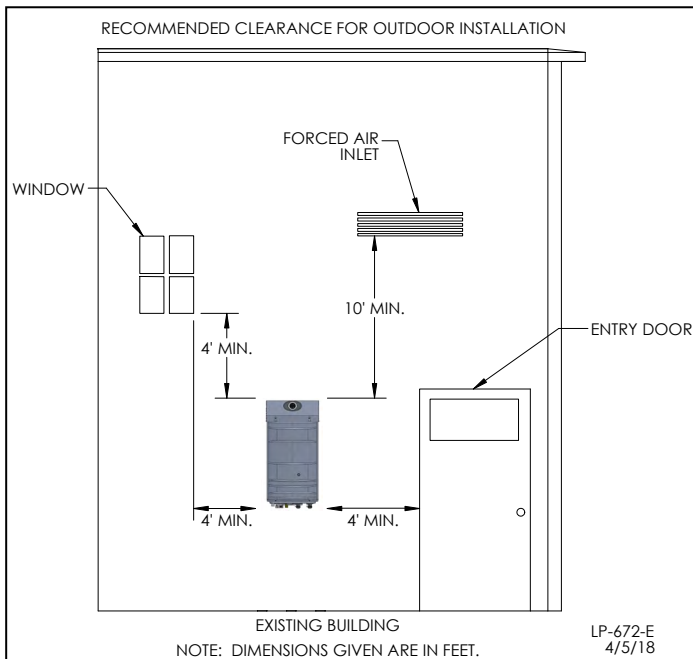 RECOMMENDED CLEARANCE FOR OUTDOOR INSTALLATION
FORCED AIR
INLET
WINDOW
10' MIN.
ENTRY DOOR
4' MIN.
4' MIN.
4' MIN.
EXISTING BUILDING
NOTE: DIMENSIONS GIVEN ARE IN FEET.
LP-672-E
4/5/18